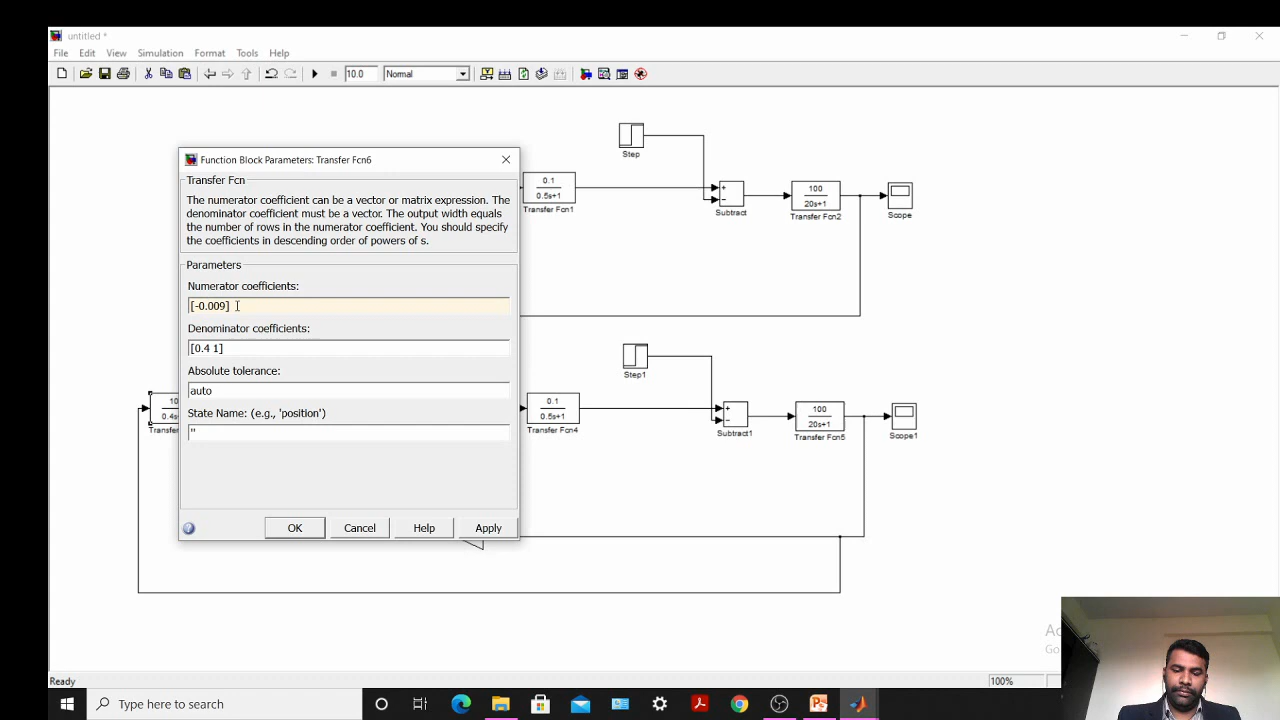 untitled *
File Edit View Simulation Format Tools Help
10.0 Normal
Function Block Parameters: Transfer Fcn6
Transfer Fcn
The numerator coefficient can be a vector or matrix expression. The
denominator coefficient must be a vector. The output width equals
the number of rows in the numerator coefficient. You should specify
the coefficients in descending order of powers of s.
Parameters
Numerator coefficients:
[-0.009]
Denominator coefficients:
[0.4 1]
Absolute tolerance:
auto
State Name: (e.g., 'position')
''
OK Cancel Help Apply
Step
0.1
0.5s+1
Transfer Fcn1
+
−
Subtract
100
20s+1
Transfer Fcn2
Scope
Step1
0.1
0.5s+1
Transfer Fcn4
+
−
Subtract1
100
20s+1
Transfer Fcn5
Scope1
Ready
100%
Type here to search